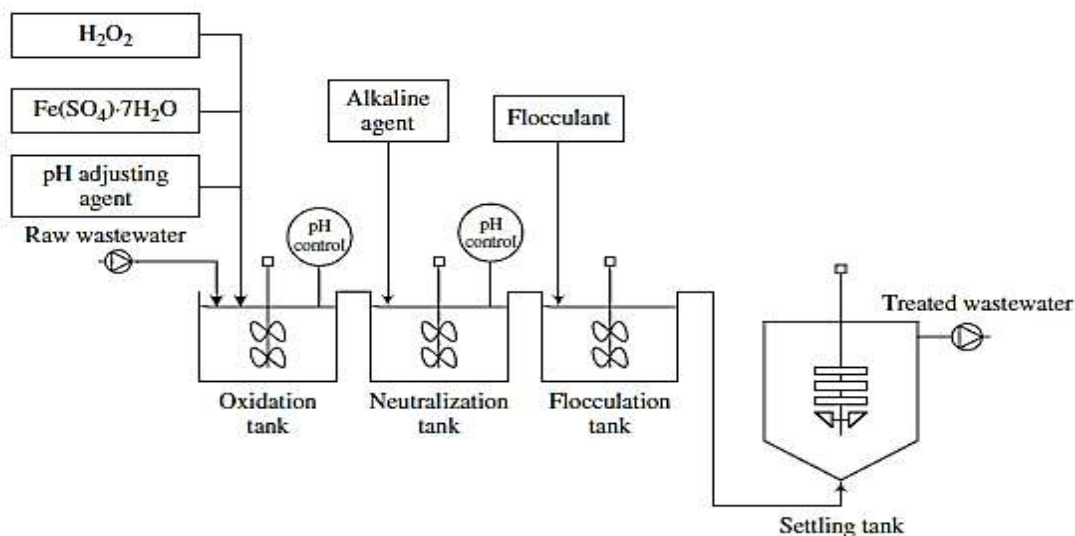 H₂O₂
Fe(SO₄)·7H₂O
pH adjusting
agent
Raw wastewater
Alkaline
agent
Flocculant
pH
control
pH
control
Treated wastewater
Oxidation
tank
Neutralization
tank
Flocculation
tank
Settling tank